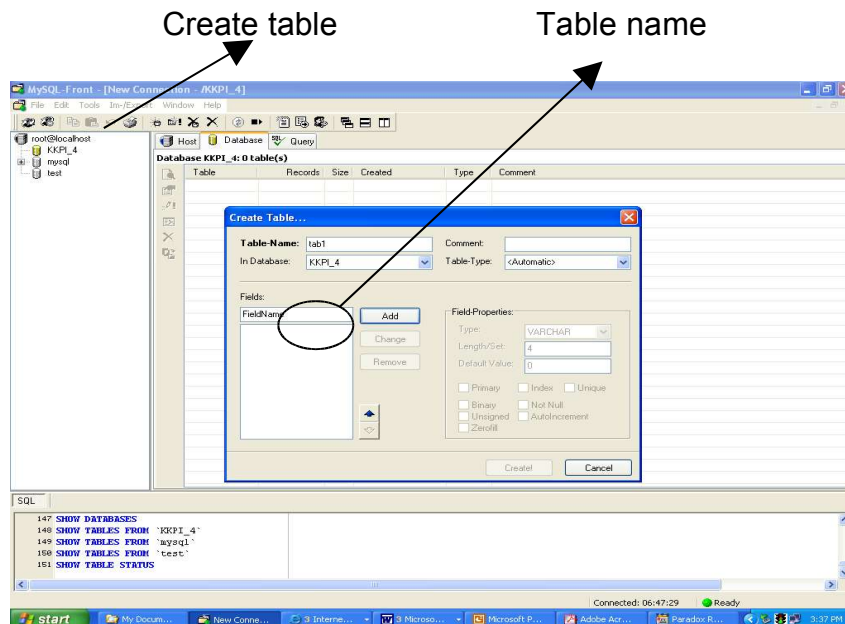 Create table
Table name
MySQL-Front - [New Connection - /KKPI_4]
File Edit Tools Im-/Export Window Help
root@localhost
KKPI_4
mysql
test
Host Database Query
Database KKPI_4: 0 table(s)
Table Records Size Created Type Comment
Create Table...
Table-Name: tab1 Comment:
In Database: KKPI_4 Table-Type: <Automatic>
Fields:
FieldName Add
Change
Remove
Field-Properties:
Type: VARCHAR
Length/Set: 4
Default Value: 0
Primary Index Unique
Binary Not Null
Unsigned AutoIncrement
Zerofill
Create! Cancel
SQL
147 SHOW DATABASES
148 SHOW TABLES FROM `KKPI_4`
149 SHOW TABLES FROM `mysql`
150 SHOW TABLES FROM `test`
151 SHOW TABLE STATUS
Connected: 06:47:29 Ready
start My Docum... New Conne... 3 Interne... 3 Microso... Microsoft P... Adobe Acr... Paradox R... 3:37 PM